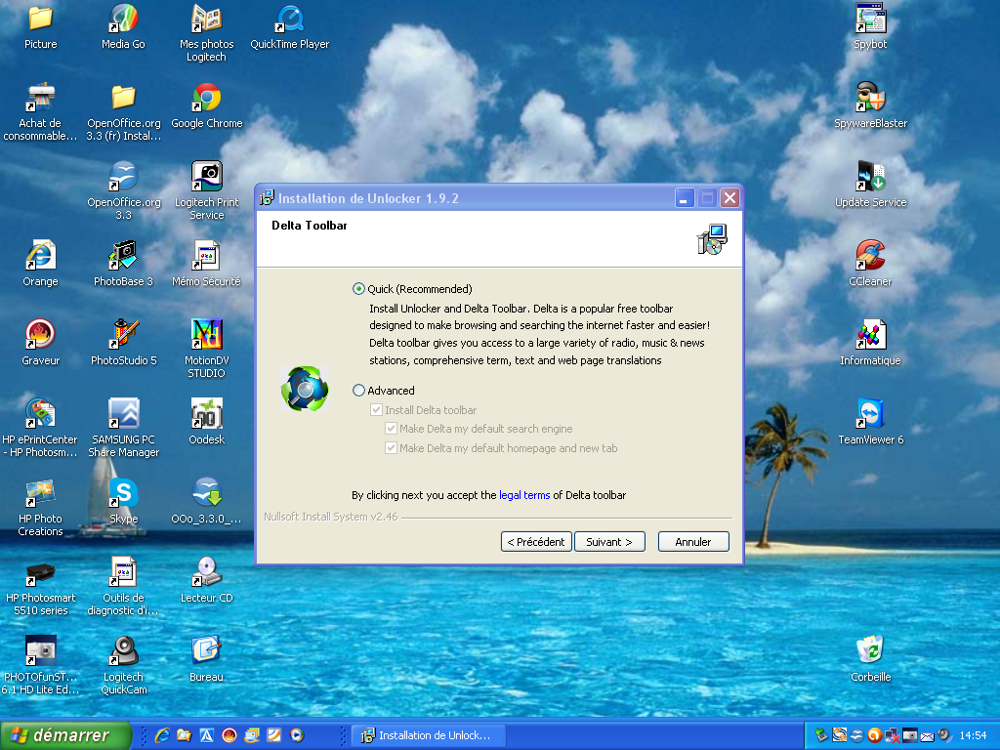 Picture
Media Go
Mes photos
Logitech
QuickTime Player
Spybot
Achat de
consommable...
OpenOffice.org
3.3 (fr) Instal...
Google Chrome
SpywareBlaster
OpenOffice.org
3.3
Logitech Print
Service
Update Service
Orange
PhotoBase 3
Mémo Sécurité
CCleaner
Graveur
PhotoStudio 5
MotionDV
STUDIO
Informatique
HP ePrintCenter
- HP Photosm...
SAMSUNG PC
Share Manager
Oodesk
TeamViewer 6
HP Photo
Creations
Skype
OOo_3.3.0_...
HP Photosmart
5510 series
Outils de
diagnostic d'i...
Lecteur CD
PHOTOfunST...
6.1 HD Lite Ed...
Logitech
QuickCam
Bureau
Corbeille
Installation de Unlocker 1.9.2
Delta Toolbar
Quick (Recommended)
Install Unlocker and Delta Toolbar. Delta is a popular free toolbar
designed to make browsing and searching the internet faster and easier!
Delta toolbar gives you access to a large variety of radio, music & news
stations, comprehensive term, text and web page translations
Advanced
Install Delta toolbar
Make Delta my default search engine
Make Delta my default homepage and new tab
By clicking next you accept the legal terms of Delta toolbar
Nullsoft Install System v2.46
< Précédent
Suivant >
Annuler
démarrer
Installation de Unlock...
14:54